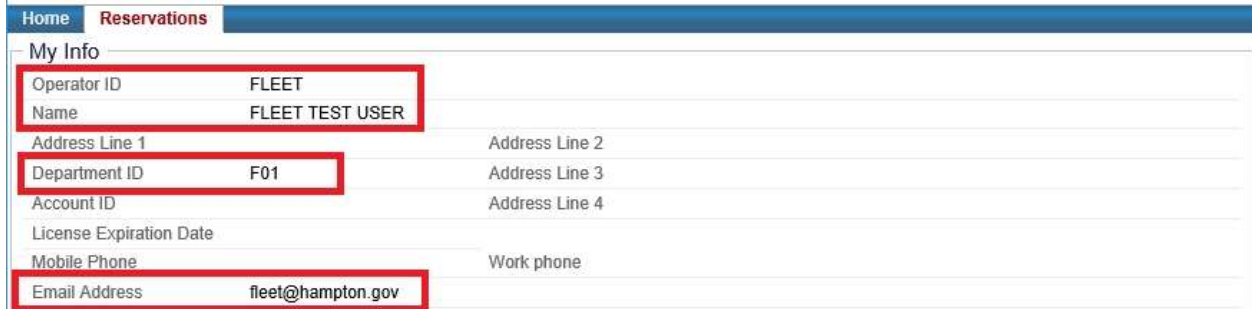 Home Reservations
My Info
Operator ID FLEET
Name FLEET TEST USER
Address Line 1 Address Line 2
Department ID F01 Address Line 3
Account ID Address Line 4
License Expiration Date
Mobile Phone Work phone
Email Address fleet@hampton.gov